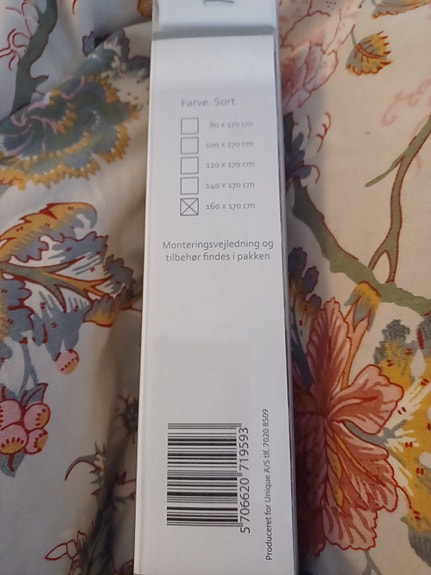 Farve: Sort
80 x 170 cm
100 x 170 cm
120 x 170 cm
140 x 170 cm
160 x 170 cm
Monteringsvejledning og
tilbehør findes i pakken
5 706620 719593
Produceret for Unique A/S tlf. 7020 8509